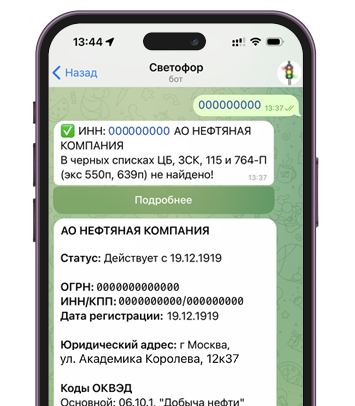 13:44
Назад
Светофор
бот
000000000 13:37
ИНН: 000000000 АО НЕФТЯНАЯ
КОМПАНИЯ
В черных списках ЦБ, ЗСК, 115 и 764-П
(экс 550п, 639п) не найдено!
13:37
Подробнее
АО НЕФТЯНАЯ КОМПАНИЯ
Статус: Действует с 19.12.1919
ОГРН: 0000000000000
ИНН/КПП: 0000000000/000000000
Дата регистрации: 19.12.1919
Юридический адрес: г Москва,
ул. Академика Королева, 12к37
Коды ОКВЭД
Основной: 06.10.1, "Добыча нефти"